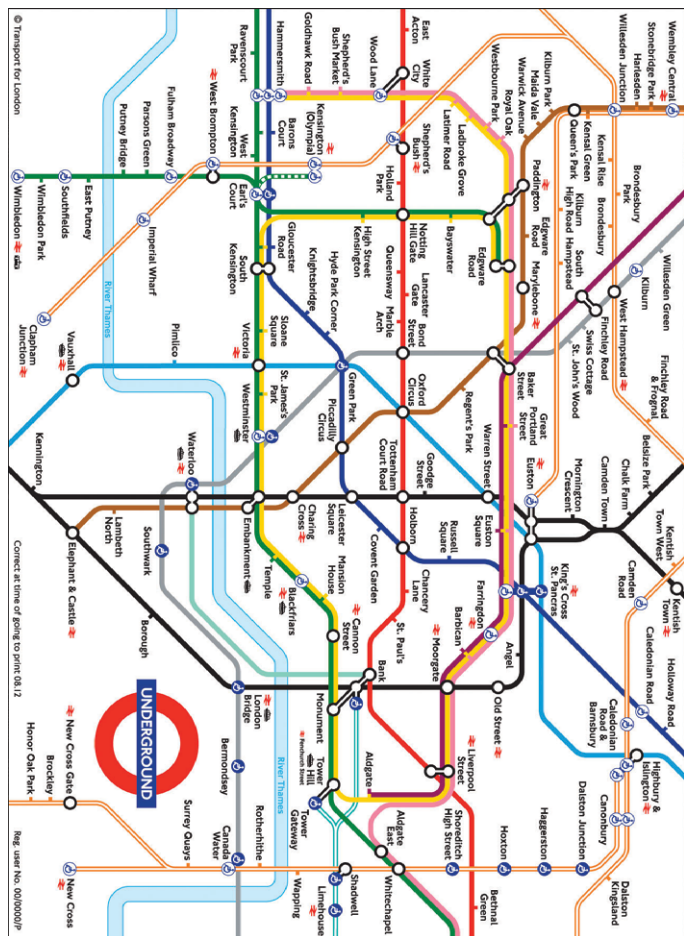 Wembley Central
Stonebridge Park
Harlesden
Willesden Junction
Kensal Green
Queen's Park
Kilburn Park
Maida Vale
Warwick Avenue
Royal Oak
Westbourne Park
Ladbroke Grove
Latimer Road
Kensal Rise
Brondesbury
Park
Brondesbury
Kilburn
High Road
South
Hampstead
Willesden Green
Kilburn
West Hampstead
Finchley Road
Swiss Cottage
St. John's Wood
Finchley Road
& Frognal
Belsize Park
Chalk Farm
Camden Town
Mornington
Crescent
Kentish
Town West
Kentish
Town
Camden
Road
Caledonian Road
Holloway Road
Caledonian
Road &
Barnsbury
Highbury &
Islington
Canonbury
Dalston Junction
Dalston
Kingsland
Haggerston
Hoxton
Shoreditch
High Street
Bethnal
Green
Paddington
Edgware
Road
Marylebone
Edgware
Road
Baker
Street
Great
Portland
Street
Regent's Park
Warren Street
Euston
Euston
Square
King's Cross
St. Pancras
Russell
Square
Farringdon
Barbican
Moorgate
Angel
Old Street
Liverpool
Street
Aldgate
Aldgate
East
Whitechapel
East
Acton
White
City
Wood Lane
Shepherd's
Bush Market
Goldhawk Road
Hammersmith
Ravenscourt
Park
Shepherd's
Bush
Holland
Park
Notting
Hill Gate
Bayswater
Queensway
Lancaster
Gate
Marble
Arch
Bond
Street
Oxford
Circus
Tottenham
Court Road
Goodge
Street
Holborn
Chancery
Lane
St. Paul's
Bank
Kensington
(Olympia)
Barons
Court
West
Kensington
Earl's
Court
High Street
Kensington
Gloucester
Road
Knightsbridge
Hyde Park Corner
Green Park
Piccadilly
Circus
Leicester
Square
Covent Garden
Charing
Cross
South
Kensington
Sloane
Square
Victoria
St. James's
Park
Westminster
Embankment
Temple
Blackfriars
Mansion
House
Cannon
Street
Monument
Tower
Hill
Fenchurch Street
Tower
Gateway
Shadwell
Limehouse
Wapping
West Brompton
Fulham Broadway
Parsons Green
Putney Bridge
East Putney
Southfields
Wimbledon Park
Wimbledon
Imperial Wharf
Clapham
Junction
River Thames
Pimlico
Vauxhall
Waterloo
Southwark
Lambeth
North
Elephant & Castle
Kennington
Borough
London
Bridge
Bermondsey
Canada
Water
Rotherhithe
Surrey Quays
River Thames
UNDERGROUND
New Cross Gate
Brockley
Honor Oak Park
New Cross
© Transport for London
Correct at time of going to print 08.12
Reg. user No. 00/0000/P